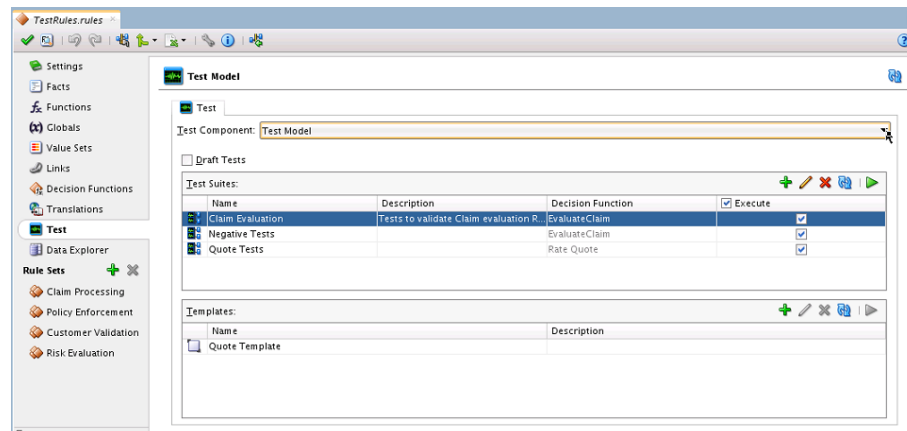 TestRules.rules
Settings
Facts
Functions
Globals
Value Sets
Links
Decision Functions
Translations
Test
Data Explorer
Rule Sets
Claim Processing
Policy Enforcement
Customer Validation
Risk Evaluation
Test Model
Test
Test Component: Test Model
Draft Tests
Test Suites:
Name Description Decision Function Execute
Claim Evaluation Tests to validate Claim evaluation R... EvaluateClaim
Negative Tests EvaluateClaim
Quote Tests Rate Quote
Templates:
Name Description
Quote Template